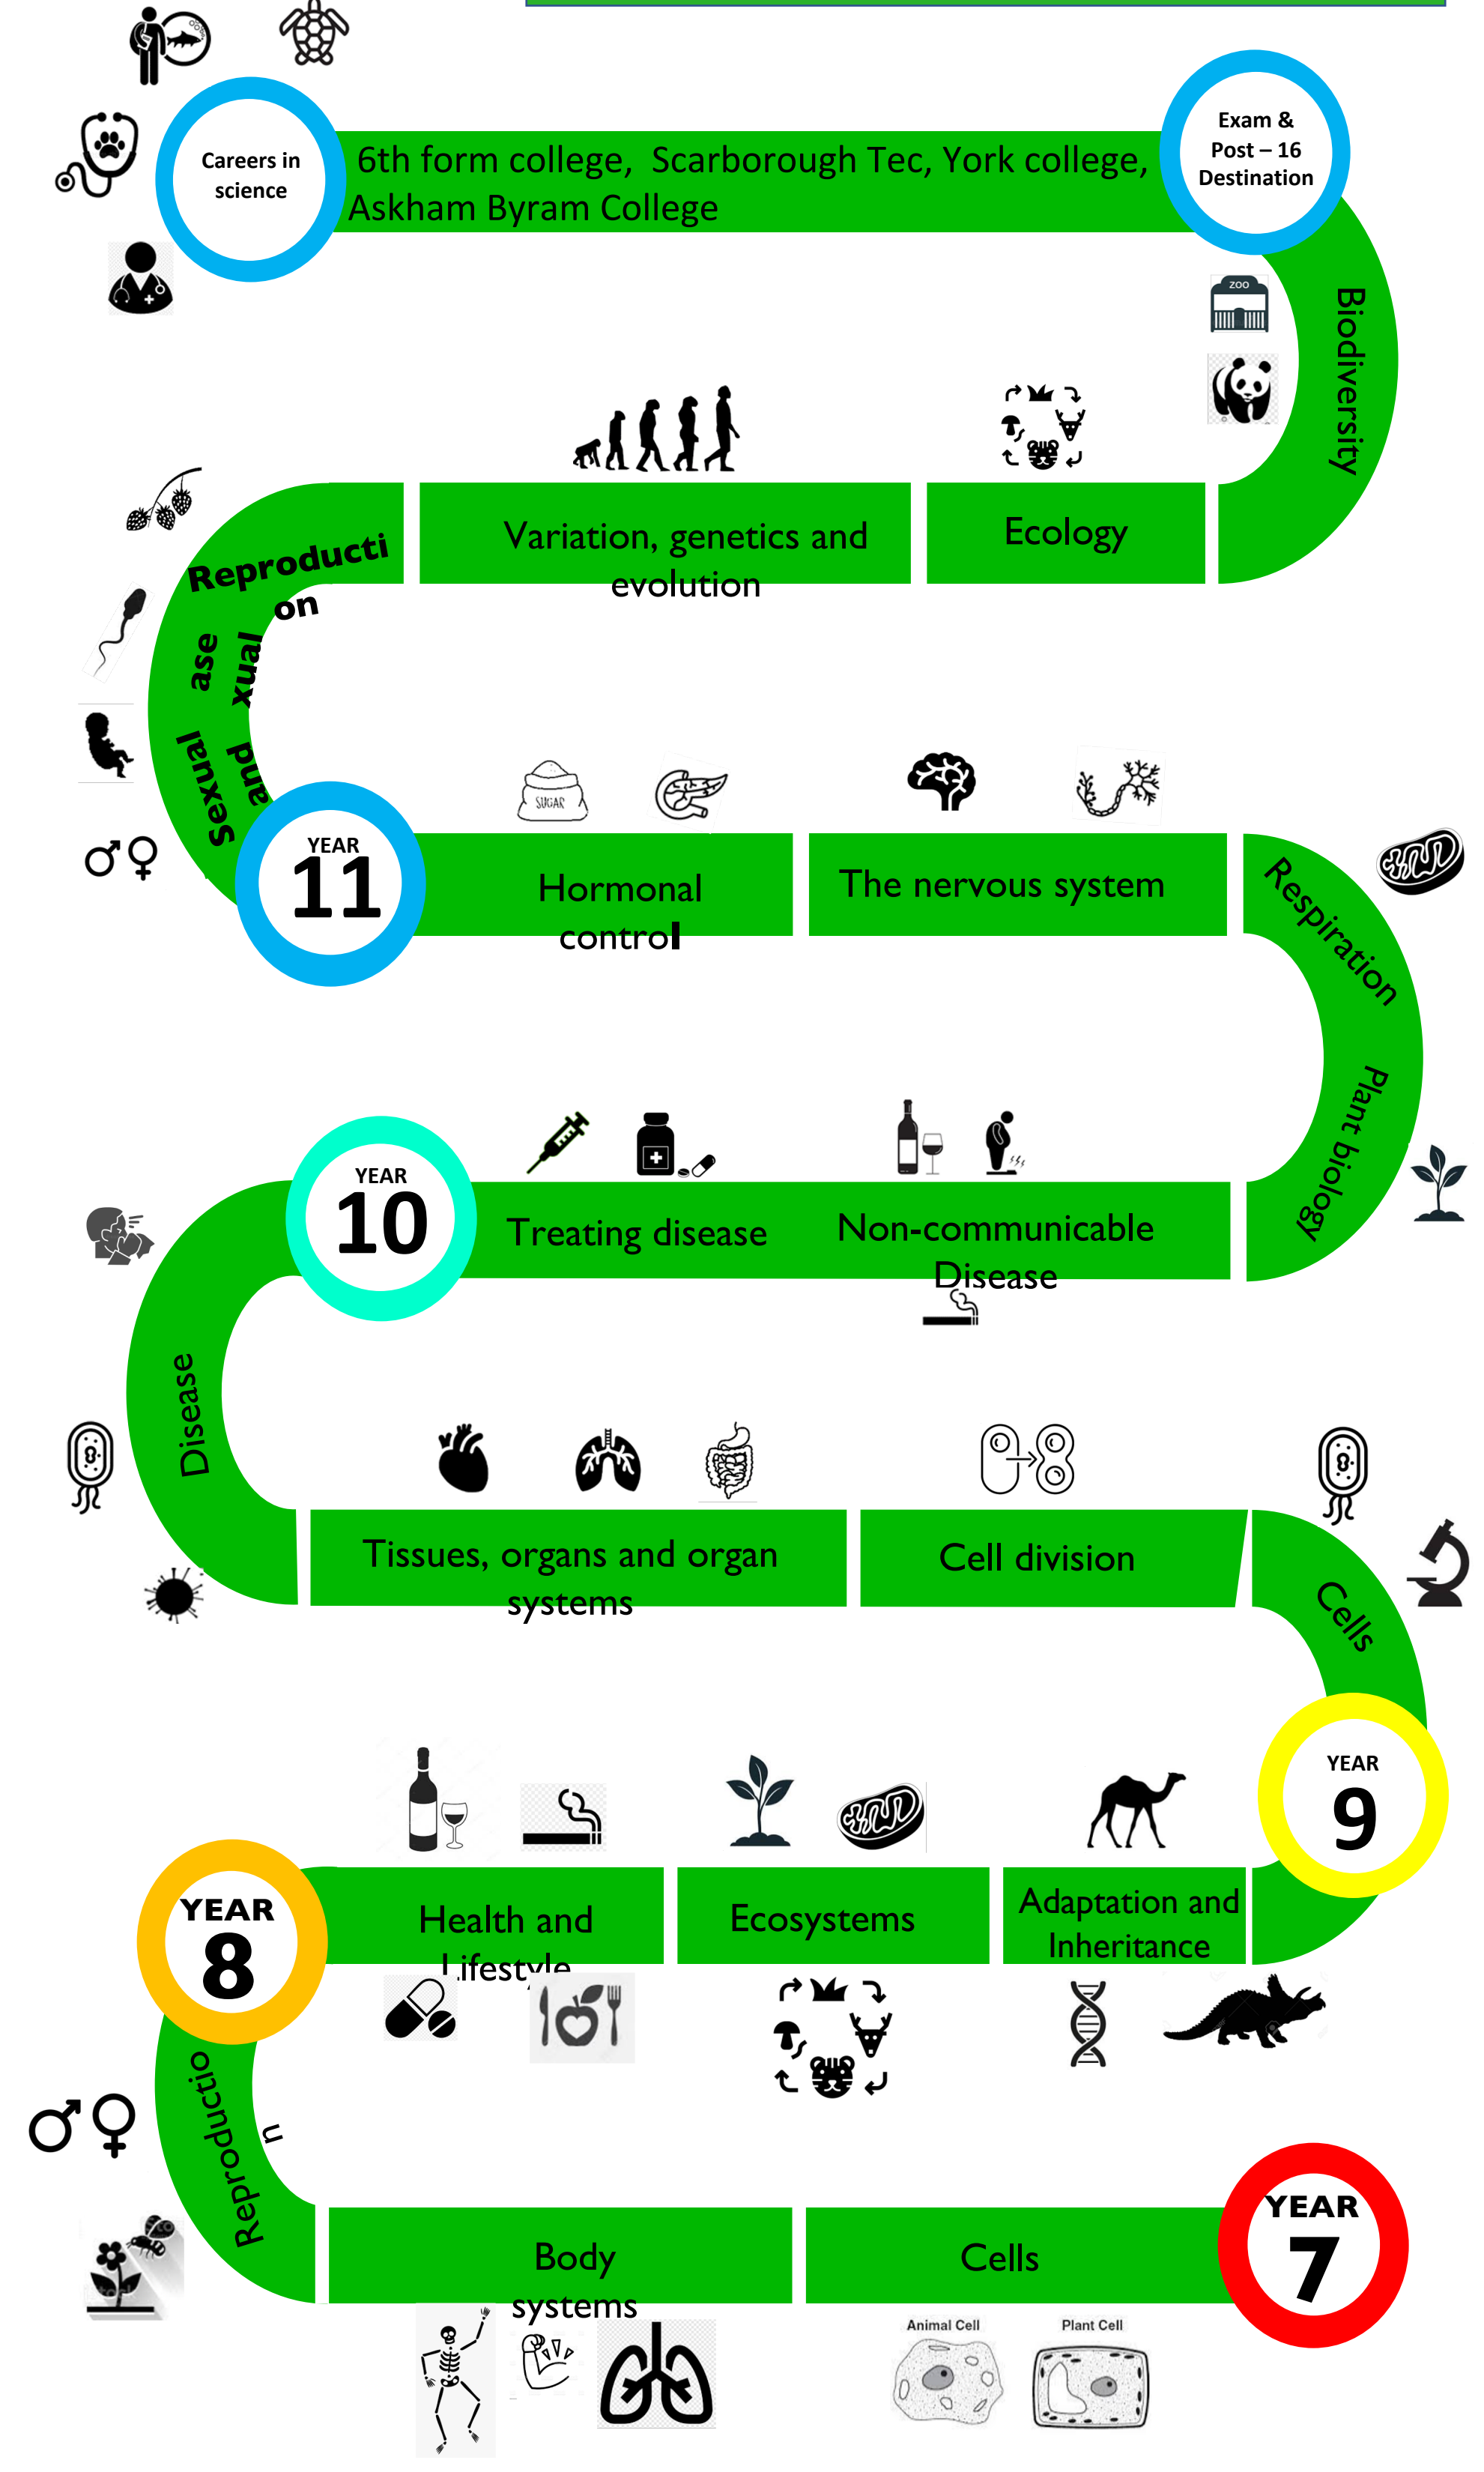 Careers in
science
6th form college,  Scarborough Tec, York college,
Askham Byram College
Exam &
Post – 16
Destination
ZOO
Biodiversity
Variation, genetics and
evolution
Ecology
Reproducti
on
Sexual
and
ase
xual
YEAR
11
SUGAR
Hormonal
control
The nervous system
Respiration
Plant biology
YEAR
10
Treating disease
Non-communicable
Disease
Disease
Tissues, organs and organ
systems
Cell division
Cells
YEAR
9
YEAR
8
Health and
Lifestyle
Ecosystems
Adaptation and
Inheritance
Reproductio
n
Body
systems
Cells
YEAR
7
Animal Cell
Plant Cell